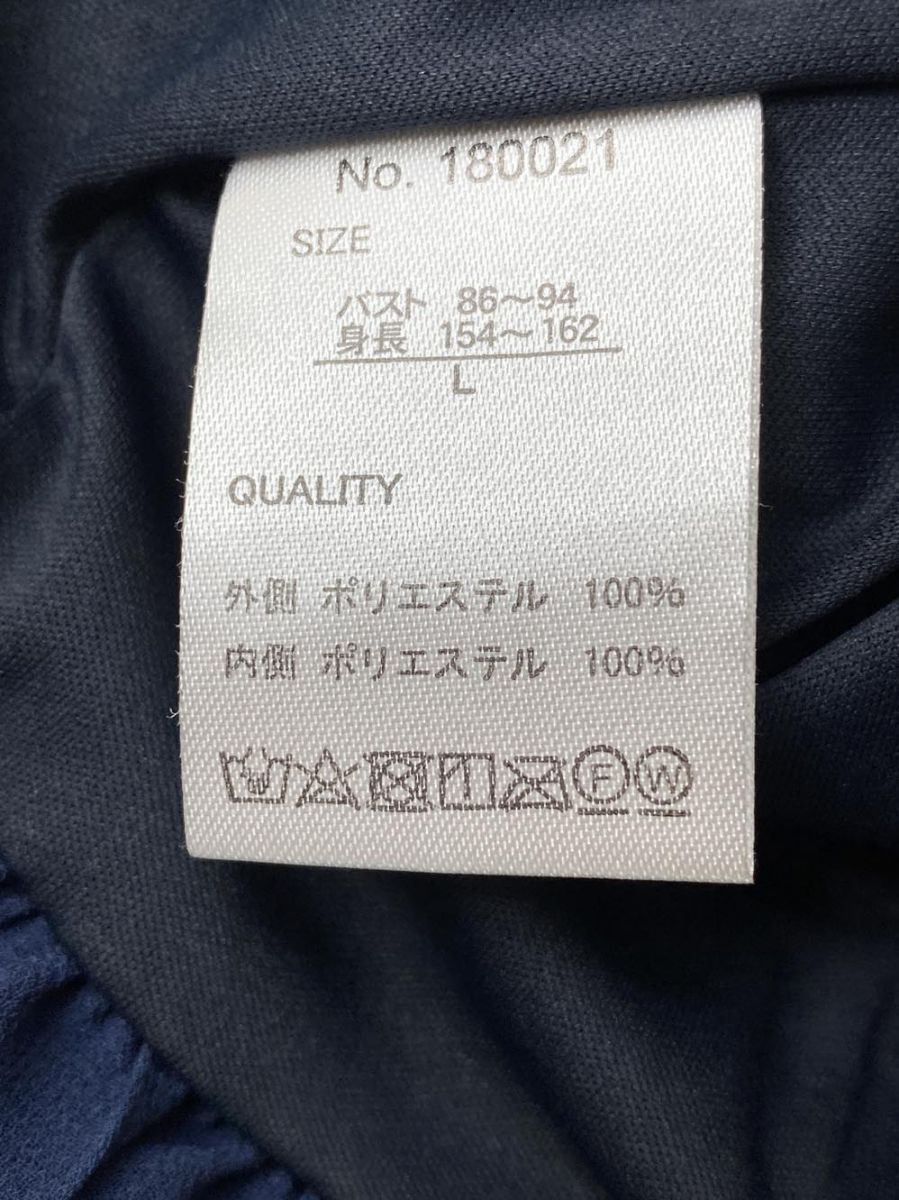 No. 180021
SIZE
バスト 86～94
身長 154～162
L
QUALITY
外側 ポリエステル 100%
内側 ポリエステル 100%
F W